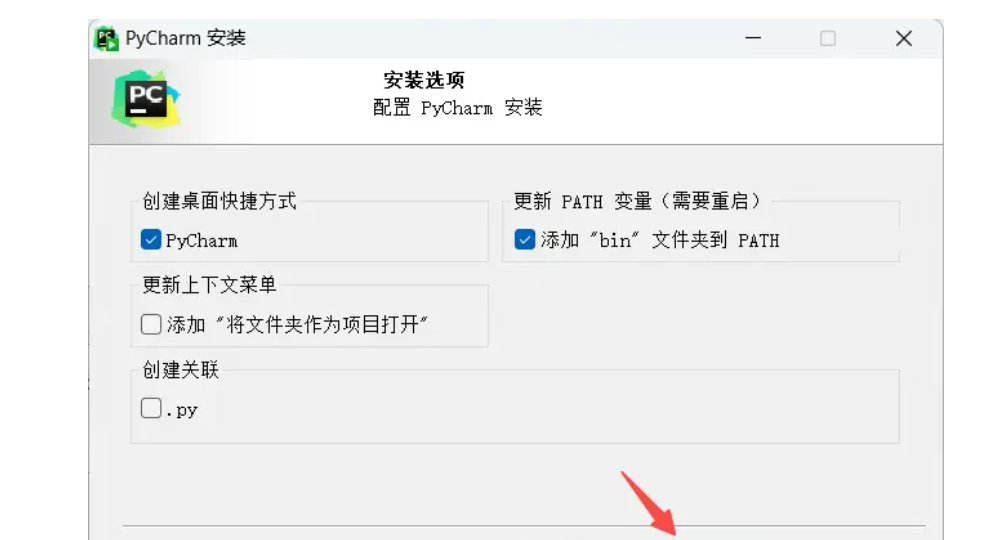 PyCharm 安装
PC
安装选项
配置 PyCharm 安装
创建桌面快捷方式
更新 PATH 变量（需要重启）
PyCharm
添加 "bin" 文件夹到 PATH
更新上下文菜单
添加 "将文件夹作为项目打开"
创建关联
.py